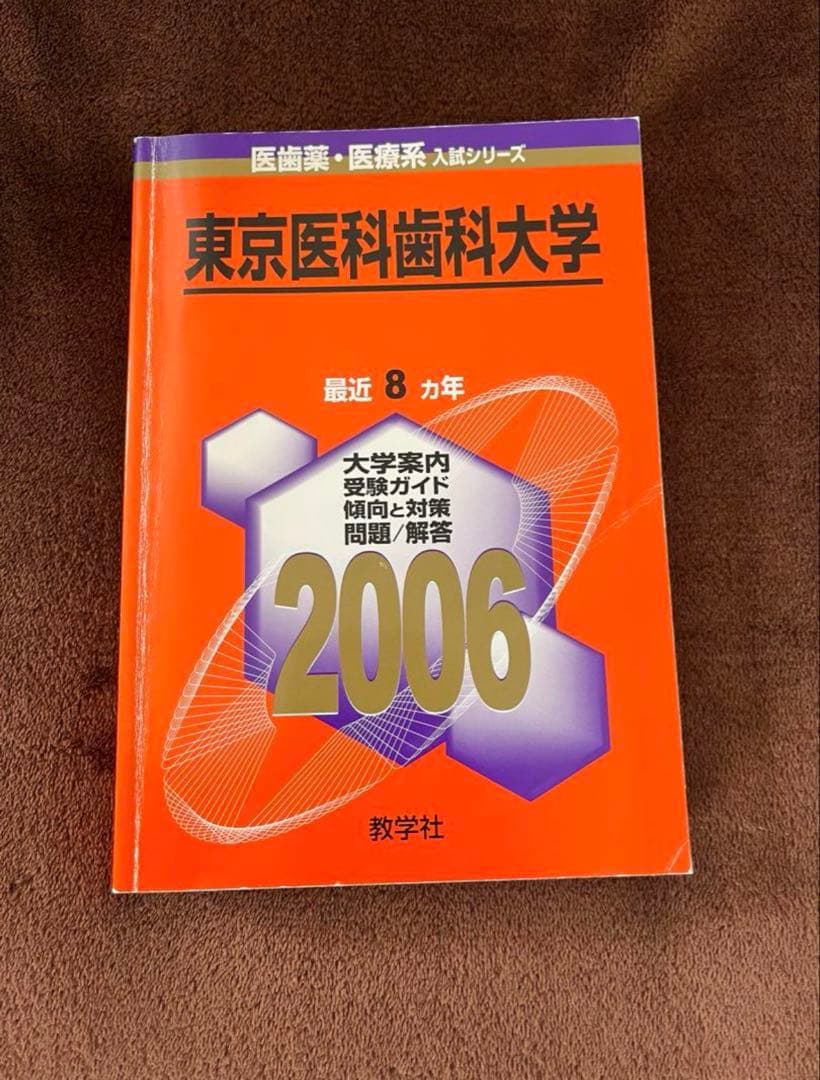 医歯薬・医療系 入試シリーズ
東京医科歯科大学
最近 8 ヵ年
大学案内
受験ガイド
傾向と対策
問題/解答
2006
教学社